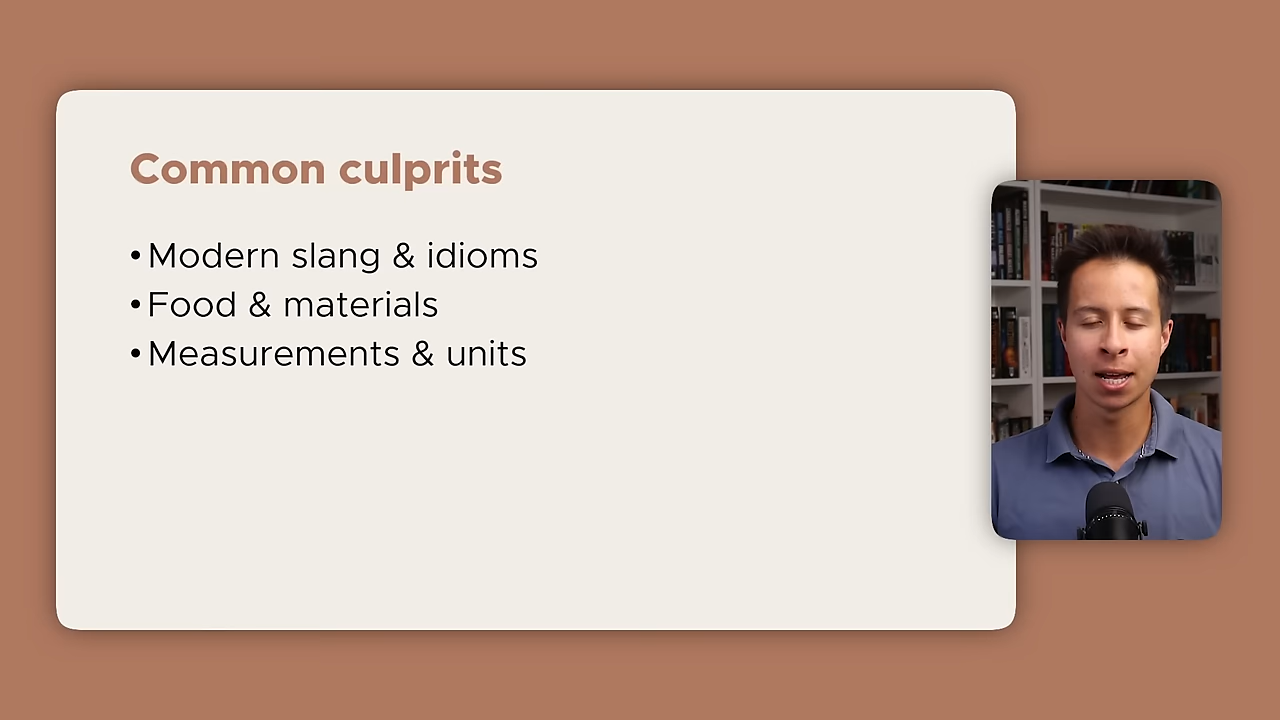 Common culprits
•Modern slang & idioms
•Food & materials
•Measurements & units